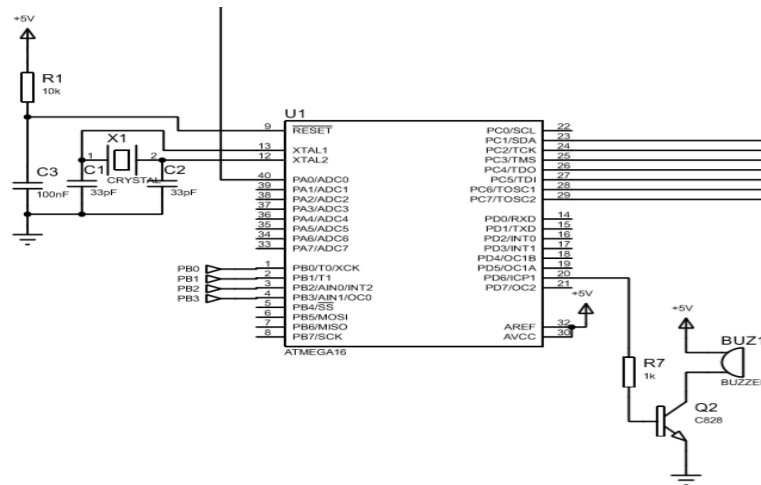 +5V
R1
10k
C3
100nF
X1
1
2
CRYSTAL
C1
33pF
C2
33pF
U1
9 RESET
13 XTAL1
12 XTAL2
40 PA0/ADC0
39 PA1/ADC1
38 PA2/ADC2
37 PA3/ADC3
36 PA4/ADC4
35 PA5/ADC5
34 PA6/ADC6
33 PA7/ADC7
PB0 1 PB0/T0/XCK
PB1 2 PB1/T1
PB2 3 PB2/AIN0/INT2
PB3 4 PB3/AIN1/OC0
5 PB4/SS
6 PB5/MOSI
7 PB6/MISO
8 PB7/SCK
PC0/SCL 22
PC1/SDA 23
PC2/TCK 24
PC3/TMS 25
PC4/TDO 26
PC5/TDI 27
PC6/TOSC1 28
PC7/TOSC2 29
PD0/RXD 14
PD1/TXD 15
PD2/INT0 16
PD3/INT1 17
PD4/OC1B 18
PD5/OC1A 19
PD6/ICP1 20
PD7/OC2 21
AREF 32
AVCC 30
ATMEGA16
+5V
R7
1k
+5V
BUZ1
BUZZER
Q2
C828